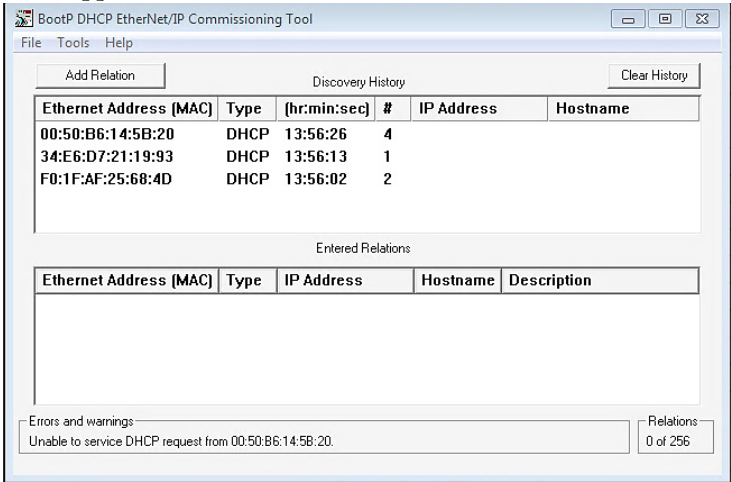 BootP DHCP EtherNet/IP Commissioning Tool
File Tools Help
Add Relation Discovery History Clear History
Ethernet Address (MAC) Type (hr:min:sec) # IP Address Hostname
00:50:B6:14:5B:20 DHCP 13:56:26 4
34:E6:D7:21:19:93 DHCP 13:56:13 1
F0:1F:AF:25:68:4D DHCP 13:56:02 2
Entered Relations
Ethernet Address (MAC) Type IP Address Hostname Description
Errors and warnings Relations
Unable to service DHCP request from 00:50:B6:14:5B:20. 0 of 256